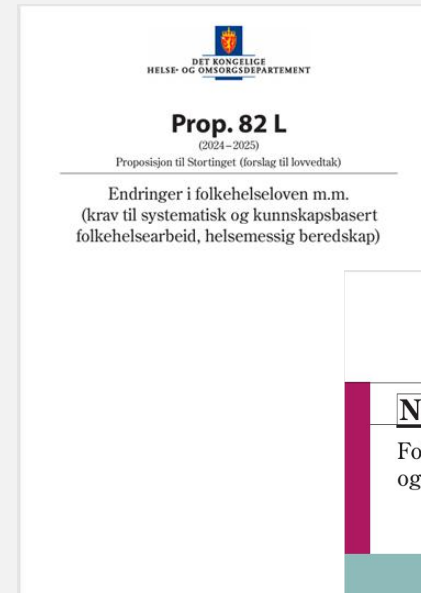 DET KONGELIGE
HELSE- OG OMSORGSDEPARTEMENT
Prop. 82 L
(2024–2025)
Proposisjon til Stortinget (forslag til lovvedtak)
Endringer i folkehelseloven m.m.
(krav til systematisk og kunnskapsbasert
folkehelsearbeid, helsemessig beredskap)
N
Fo
og